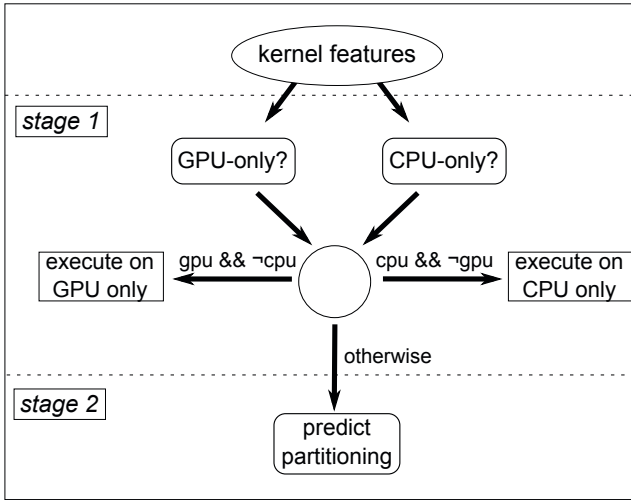 kernel features
stage 1
GPU-only?
CPU-only?
execute on
GPU only
gpu && ¬cpu
cpu && ¬gpu
execute on
CPU only
otherwise
stage 2
predict
partitioning